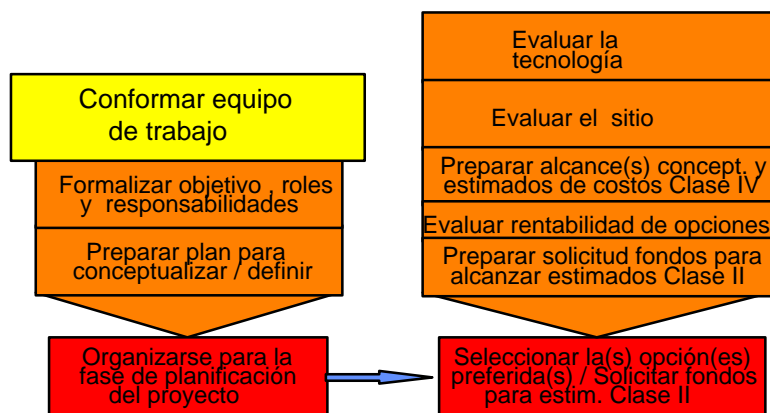 Conformar equipo
de trabajo
Formalizar objetivo , roles
y responsabilidades
Preparar plan para
conceptualizar / definir
Organizarse para la
fase de planificación
del proyecto
Evaluar la
tecnología
Evaluar el sitio
Preparar alcance(s) concept. y
estimados de costos Clase IV
Evaluar rentabilidad de opciones
Preparar solicitud fondos para
alcanzar estimados Clase II
Seleccionar la(s) opción(es)
preferida(s) / Solicitar fondos
para estim. Clase II